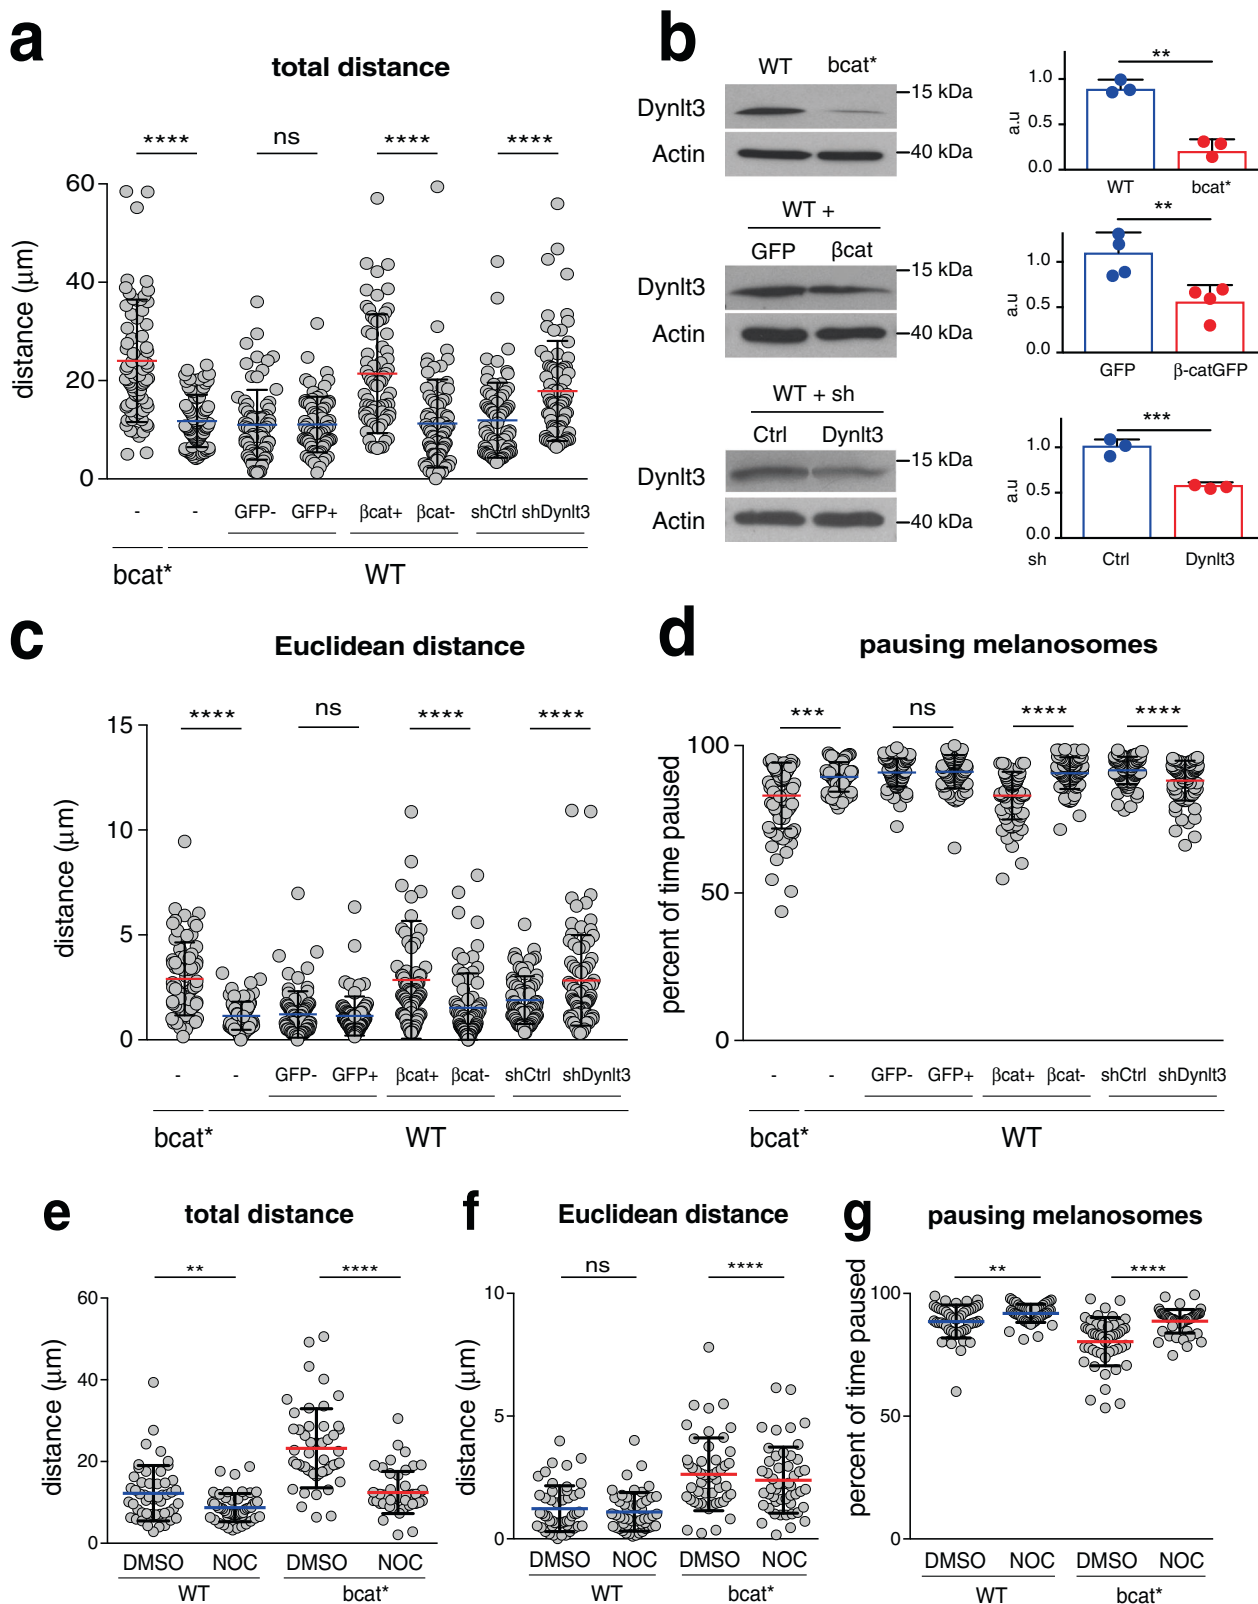 a
total distance
**** ns **** ****
distance (μm)
60
40
20
0
- - GFP- GFP+ βcat+ βcat- shCtrl shDynlt3
bcat* WT
b
WT bcat*
Dynlt3 15 kDa
Actin 40 kDa
**
a.u
1.0
0.5
0.0
WT bcat*
WT +
GFP βcat
Dynlt3 15 kDa
Actin 40 kDa
**
a.u
1.0
0.5
0.0
GFP β-catGFP
WT + sh
Ctrl Dynlt3
Dynlt3 15 kDa
Actin 40 kDa
***
a.u
1.0
0.5
0.0
sh Ctrl Dynlt3
c
Euclidean distance
**** ns **** ****
distance (μm)
15
10
5
0
- - GFP- GFP+ βcat+ βcat- shCtrl shDynlt3
bcat* WT
d
pausing melanosomes
*** ns **** ****
percent of time paused
100
50
0
- - GFP- GFP+ βcat+ βcat- shCtrl shDynlt3
bcat* WT
e
total distance
** ****
distance (μm)
60
40
20
0
DMSO NOC DMSO NOC
WT bcat*
f
Euclidean distance
ns ****
distance (μm)
10
5
0
DMSO NOC DMSO NOC
WT bcat*
g
pausing melanosomes
** ****
percent of time paused
100
50
0
DMSO NOC DMSO NOC
WT bcat*